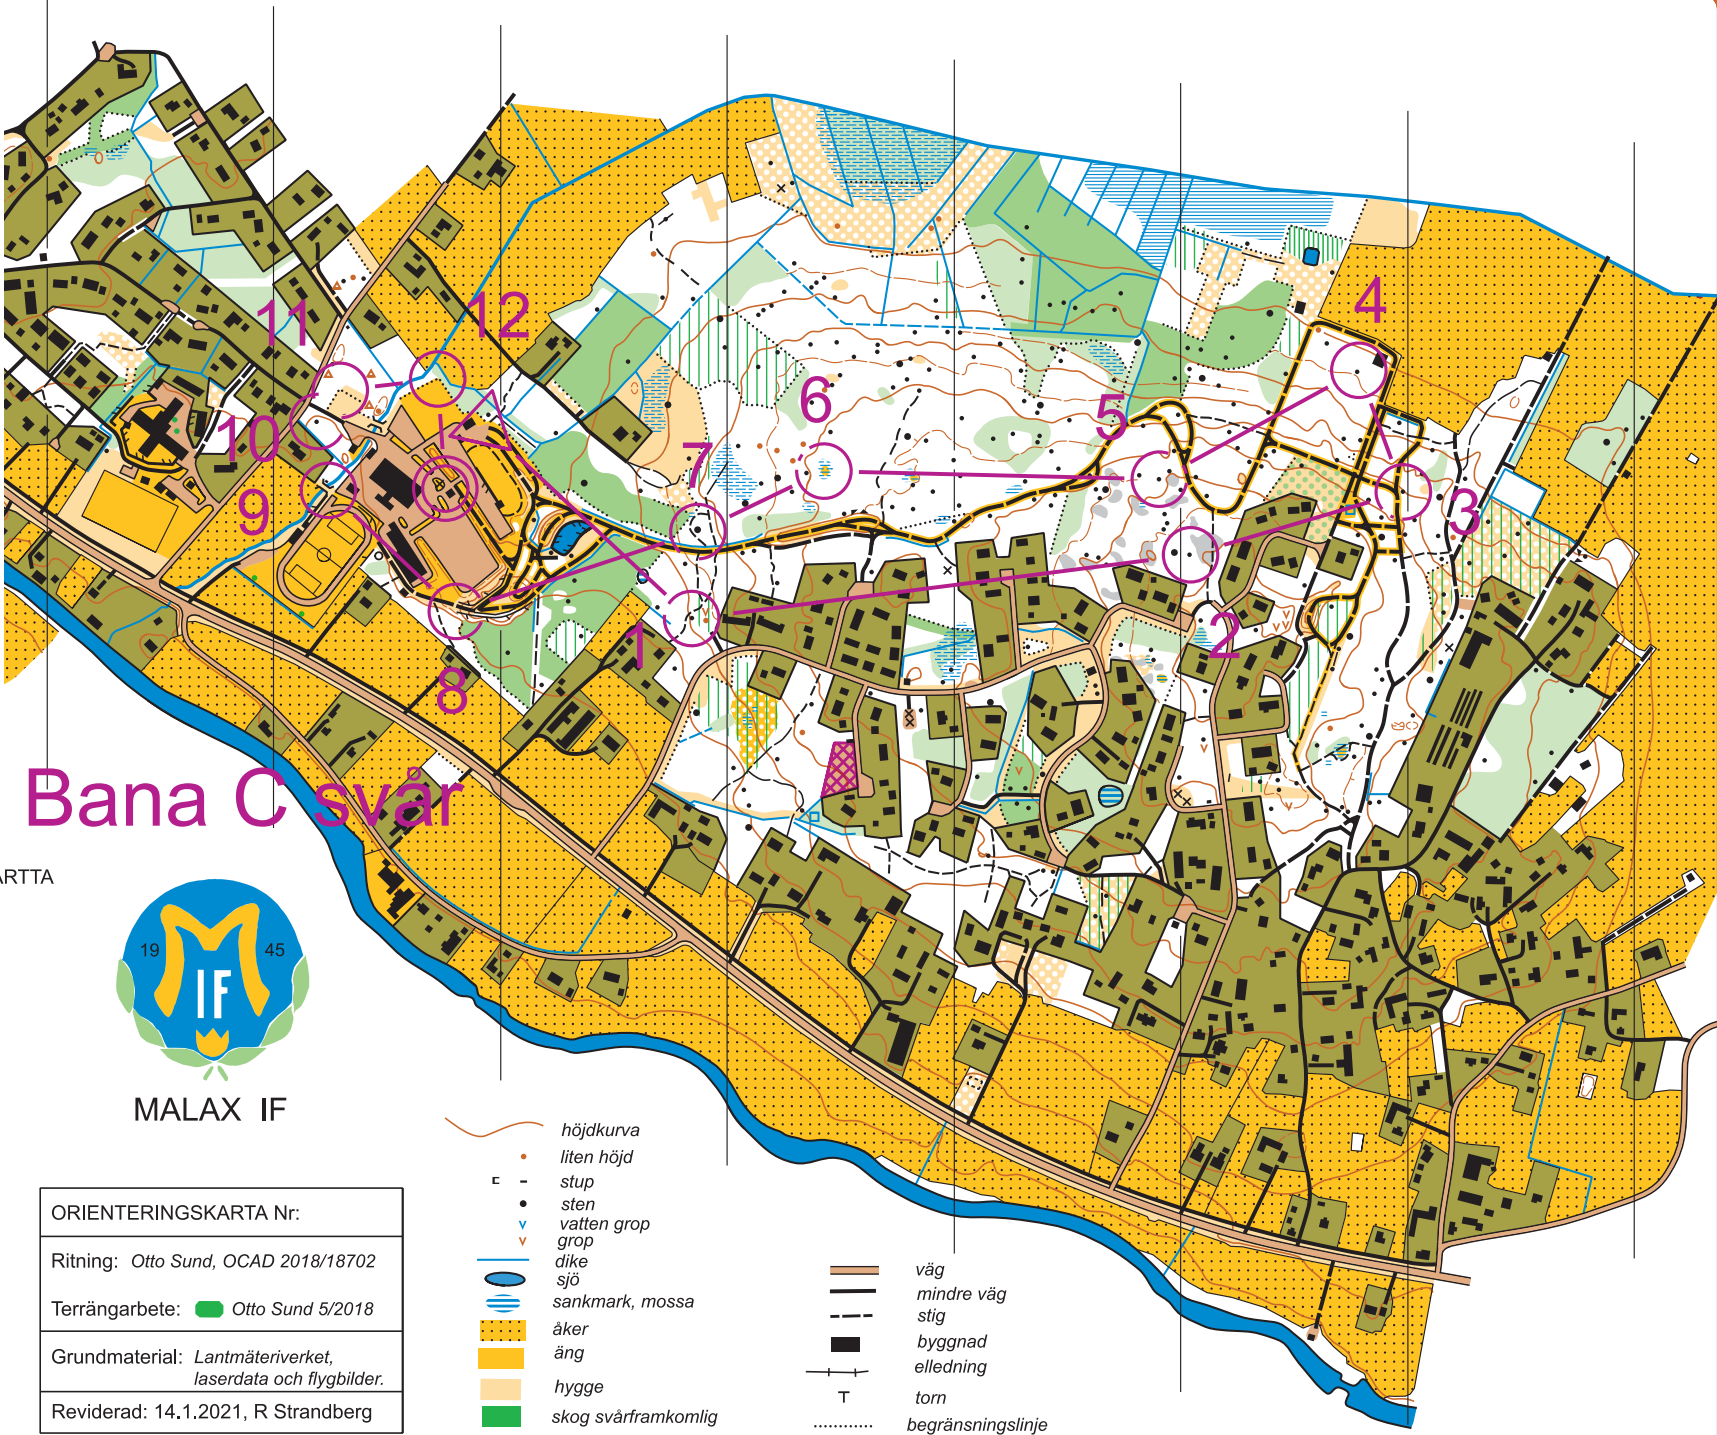 11
12
4
6
5
10
7
9
3
1
2
8
Bana C svår
ARTTA
19 45
IF
MALAX IF
ORIENTERINGSKARTA Nr:
Ritning: Otto Sund, OCAD 2018/18702
Terrängarbete: Otto Sund 5/2018
Grundmaterial: Lantmäteriverket,
laserdata och flygbilder.
Reviderad: 14.1.2021, R Strandberg
höjdkurva
liten höjd
stup
sten
vatten grop
grop
dike
sjö
sankmark, mossa
åker
äng
hygge
skog svårframkomlig
väg
mindre väg
stig
byggnad
elledning
torn
begränsningslinje